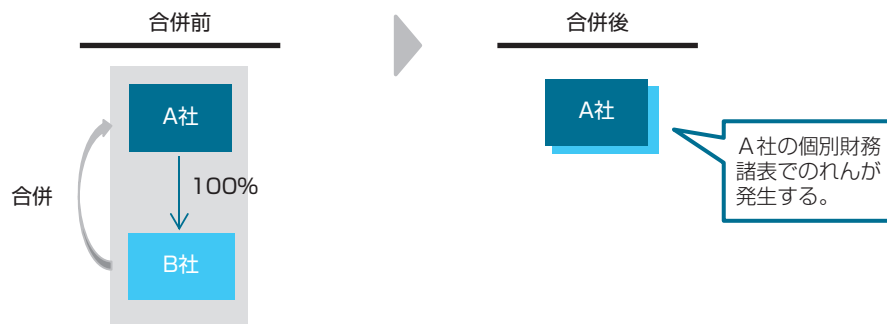 合併前
合併後
A社
100%
合併
B社
A社
A社の個別財務
諸表でのれんが
発生する。